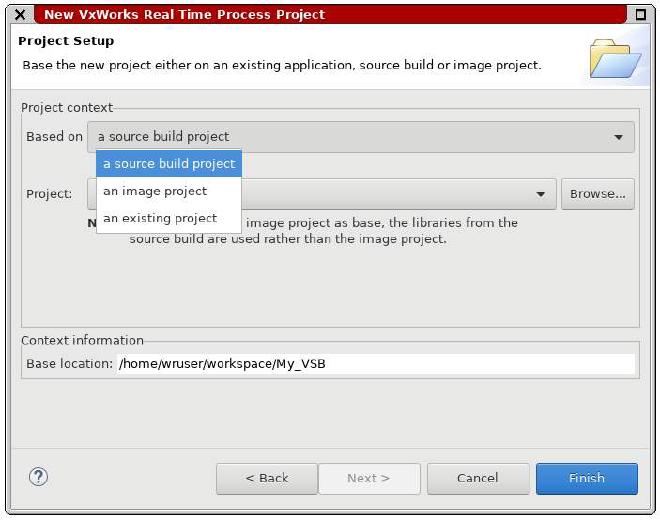 New VxWorks Real Time Process Project
Project Setup
Base the new project either on an existing application, source build or image project.
Project context
Based on a source build project
a source build project
an image project
an existing project
Project:
Browse...
image project as base, the libraries from the
source build are used rather than the image project.
Context information
Base location: /home/wruser/workspace/My_VSB
?
< Back Next > Cancel Finish